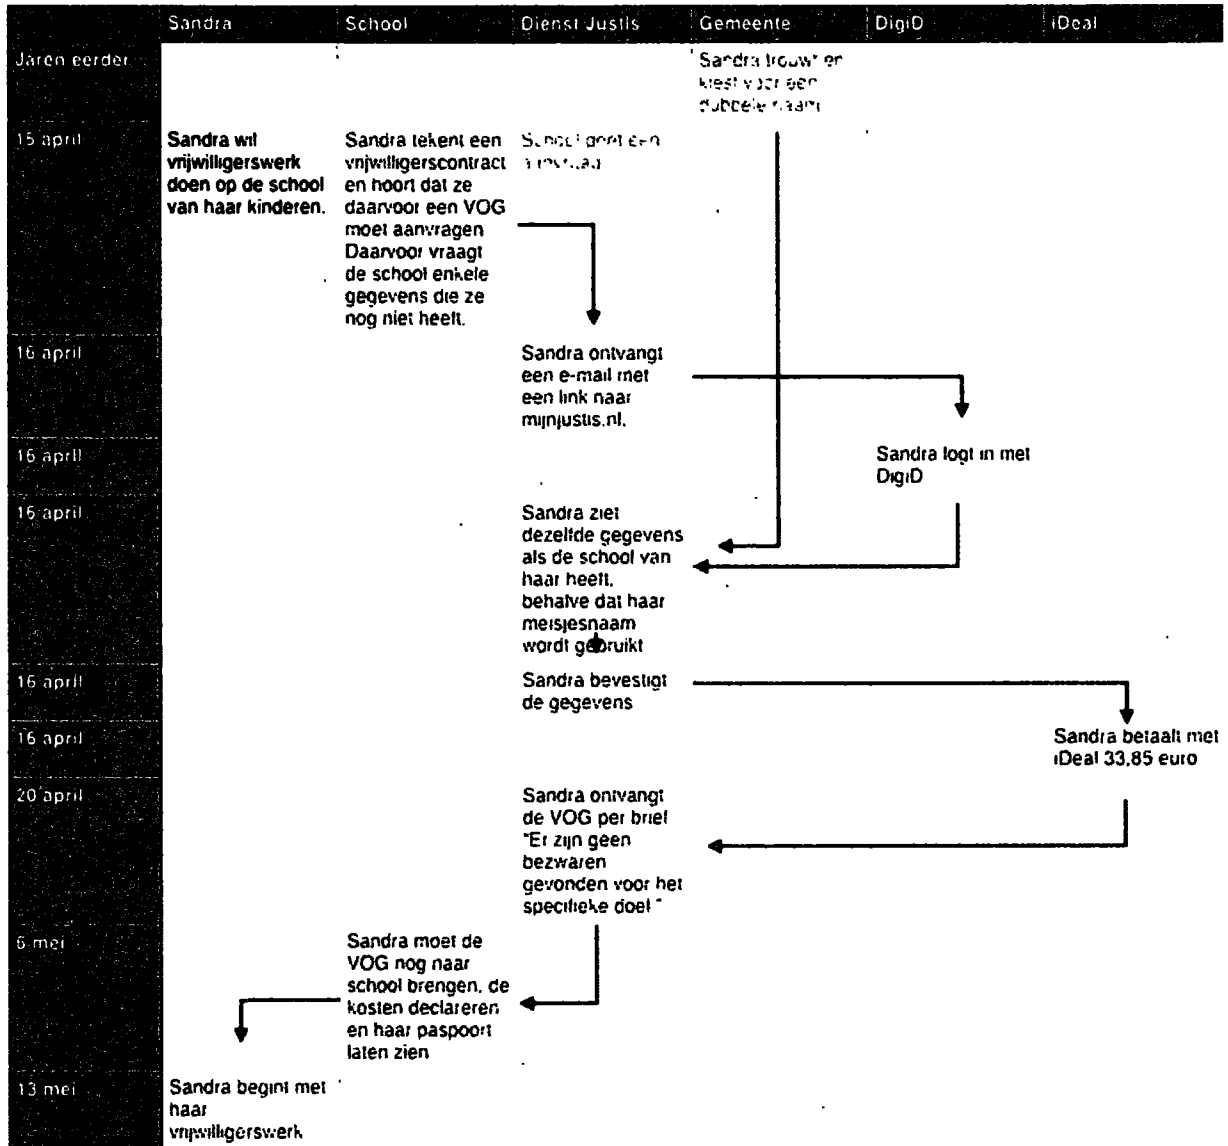 Sandra School Dienst Justis Gemeente DigiD iDeal
Jaren eerder
Sandra trouwt en
kiest voor een
dubbele naam
15 april
Sandra wil
vrijwilligerswerk
doen op de school
van haar kinderen.
Sandra tekent een
vrijwilligerscontract
en hoort dat ze
daarvoor een VOG
moet aanvragen
Daarvoor vraagt
de school enkele
gegevens die ze
nog niet heeft.
School een
16 april
Sandra ontvangt
een e-mail met
een link naar
mijnjustis.nl.
16 april
Sandra logt in met
DigiD
16 april
Sandra ziet
dezelfde gegevens
als de school van
haar heeft,
behalve dat haar
meisjesnaam
wordt gebruikt
16 april
Sandra bevestigt
de gegevens
16 april
Sandra betaalt met
iDeal 33,85 euro
20 april
Sandra ontvangt
de VOG per brief
"Er zijn geen
bezwaren
gevonden voor het
specifieke doel "
6 mei
Sandra moet de
VOG nog naar
school brengen, de
kosten declareren
en haar paspoort
laten zien
13 mei
Sandra begint met
haar
vrijwilligerswerk